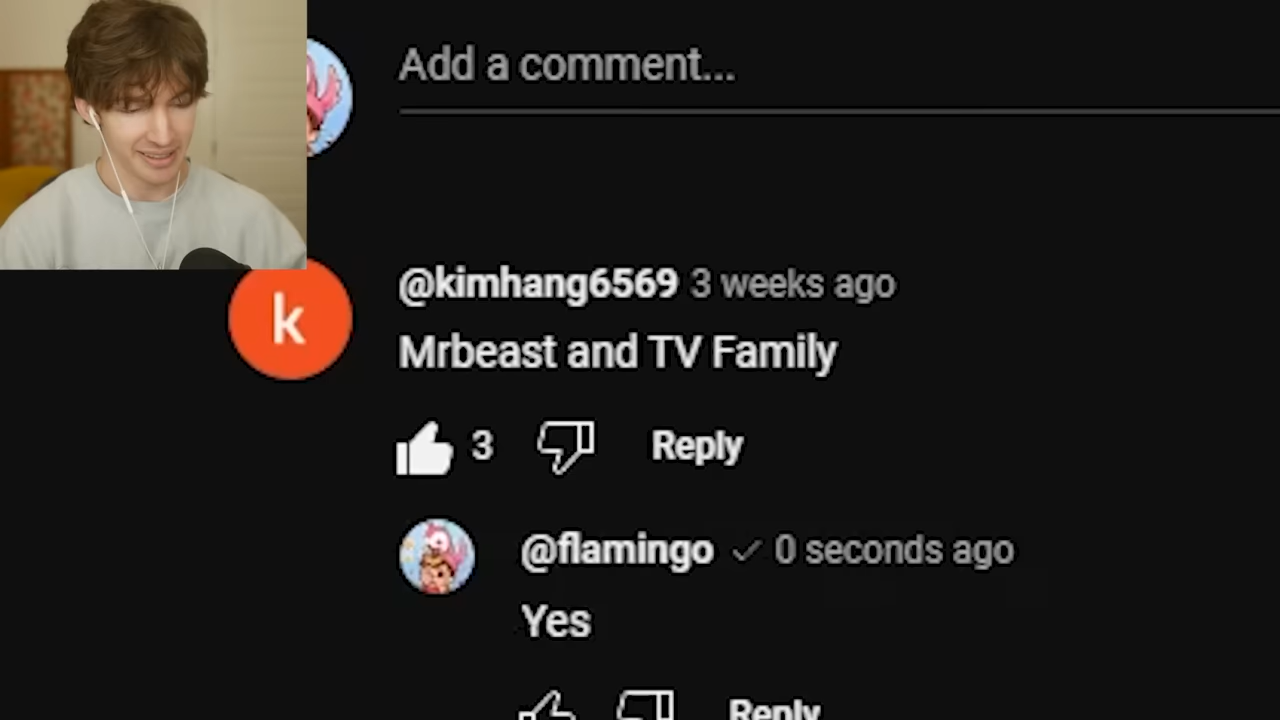 Add a comment...
@kimhang6569 3 weeks ago
Mrbeast and TV Family
k
3 Reply
@flamingo 0 seconds ago
Yes
Reply